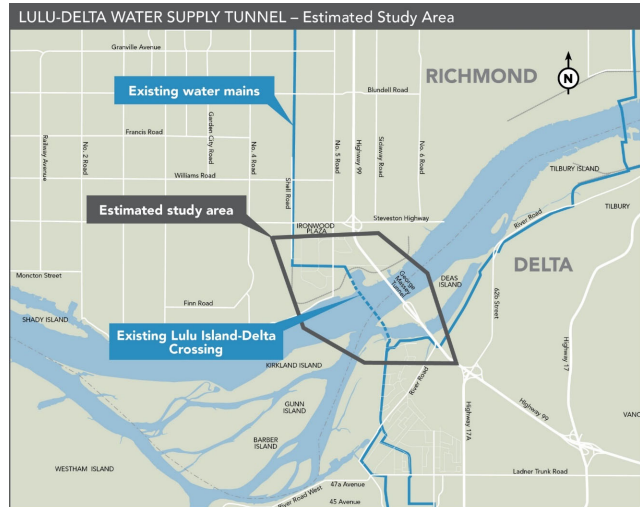 LULU-DELTA WATER SUPPLY TUNNEL – Estimated Study Area
Granville Avenue
RICHMOND
N
Existing water mains
Blundell Road
Francis Road
Railway Avenue
No. 2 Road
Garden City Road
No. 4 Road
Shell Road
No. 5 Road
Highway 99
Sidaway Road
No. 6 Road
Williams Road
TILBURY ISLAND
TILBURY
Estimated study area
IRONWOOD
PLAZA
Steveston Highway
River Road
DELTA
Moncton Street
George
Massey
Tunnel
DEAS
ISLAND
62b Street
Finn Road
SHADY ISLAND
Existing Lulu Island-Delta
Crossing
Highway 17
KIRKLAND ISLAND
River Road
GUNN
ISLAND
Highway 99
VANC
BARBER
ISLAND
Highway 17A
WESTHAM ISLAND
Ladner Trunk Road
River Road West
47a Avenue
45 Avenue